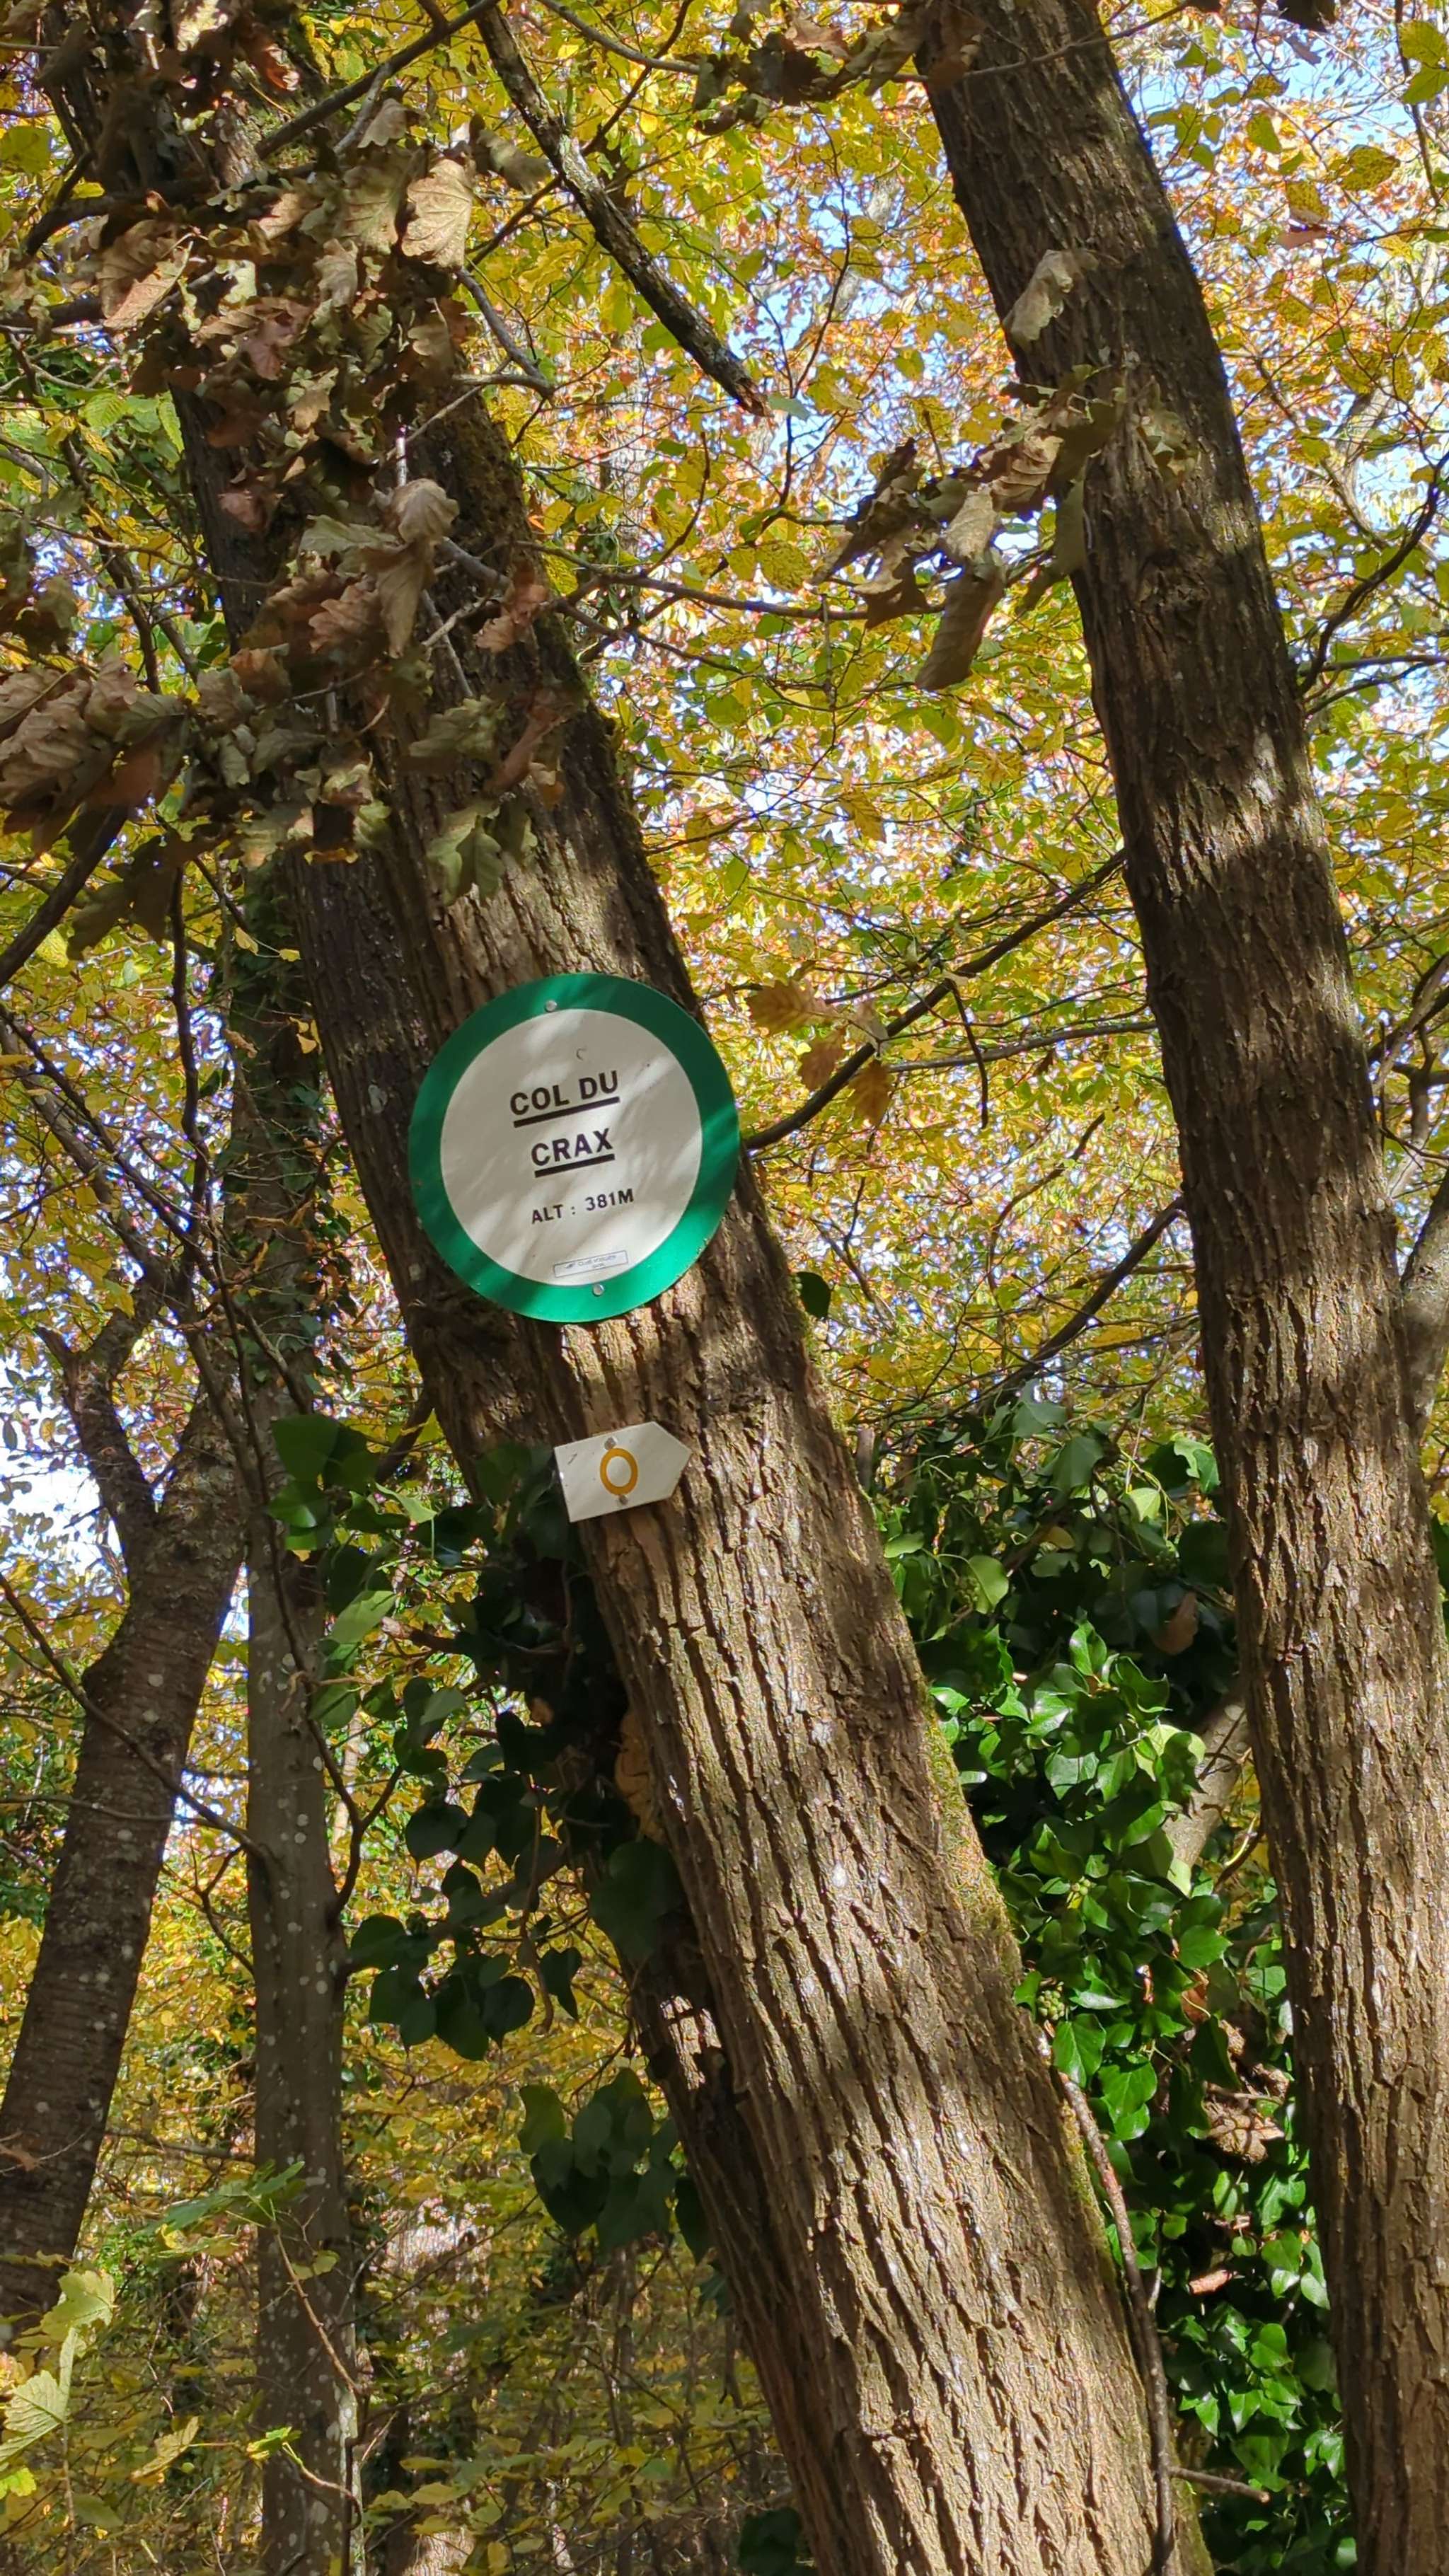 COL DU
CRAX
ALT : 381M